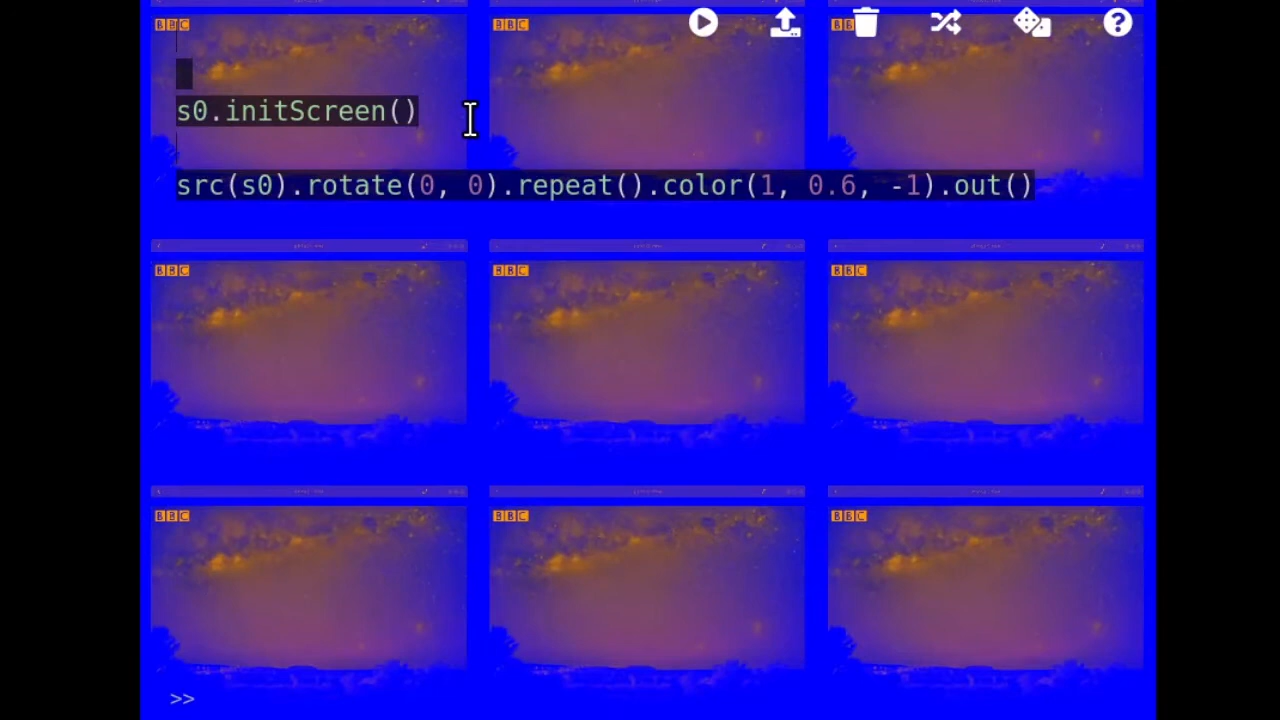 BBC BBC BBC
s0.initScreen()
src(s0).rotate(0, 0).repeat().color(1, 0.6, -1).out()
BBC BBC BBC
BBC BBC BBC
>>